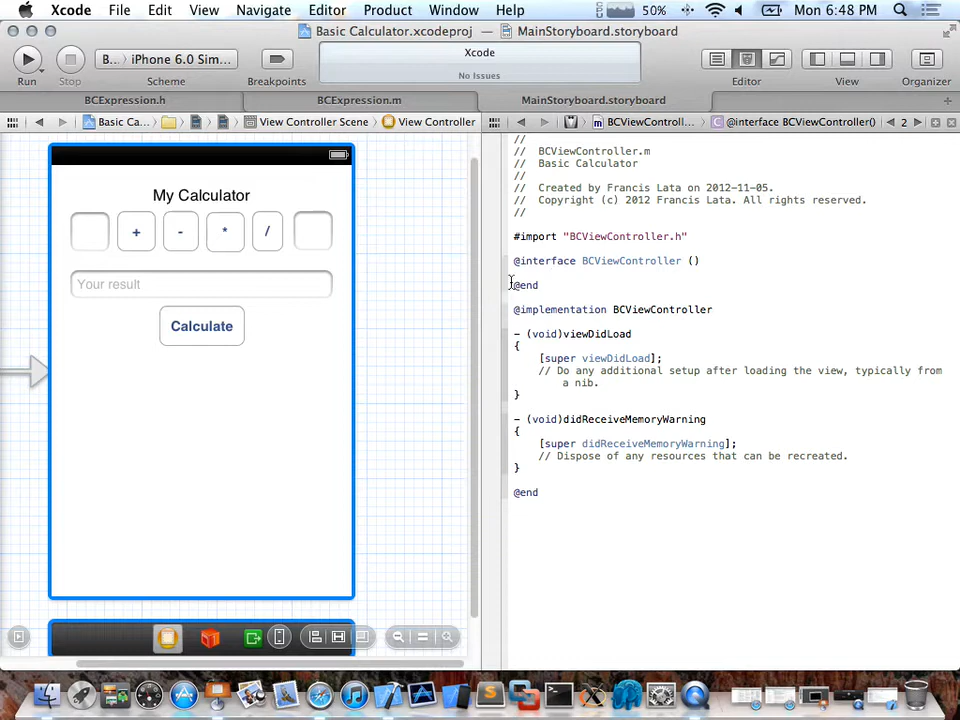 Xcode File Edit View Navigate Editor Product Window Help 50% Mon 6:48 PM
Basic Calculator.xcodeproj — MainStoryboard.storyboard
B... iPhone 6.0 Sim...
Xcode
No Issues
Run Stop Scheme Breakpoints Editor View Organizer
BCExpression.h BCExpression.m MainStoryboard.storyboard
Basic Ca... View Controller Scene View Controller BCViewControll... @interface BCViewController() 2
My Calculator
+ - * /
Your result
Calculate
//
// BCViewController.m
// Basic Calculator
//
// Created by Francis Lata on 2012-11-05.
// Copyright (c) 2012 Francis Lata. All rights reserved.
//
#import "BCViewController.h"
@interface BCViewController ()
@end
@implementation BCViewController
- (void)viewDidLoad
{
[super viewDidLoad];
// Do any additional setup after loading the view, typically from
a nib.
}
- (void)didReceiveMemoryWarning
{
[super didReceiveMemoryWarning];
// Dispose of any resources that can be recreated.
}
@end